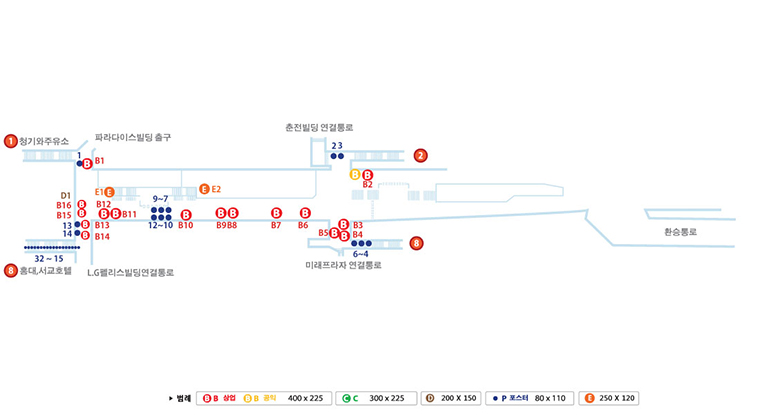 춘전빌딩 연결통로
파라다이스빌딩 출구
1 청기와주유소
2 3
2
1
B B1
B
B B2
D1
E1 E
E E2
B16 B
B12
9~7
B15 B
B B B11
12~10
B B10
B B
B9 B8
B
B7
B
B6
13
B B13
14
B B14
B B3
B5 B
B B4
8
6~4
환승통로
32 ~ 15
8 홍대,서교호텔
L.G펠리스빌딩연결통로
미래프라자 연결통로
범례
B B 상업
B B 공익
400 x 225
C C 300 x 225
D 200 X 150
P 포스터 80 x 110
E 250 X 120